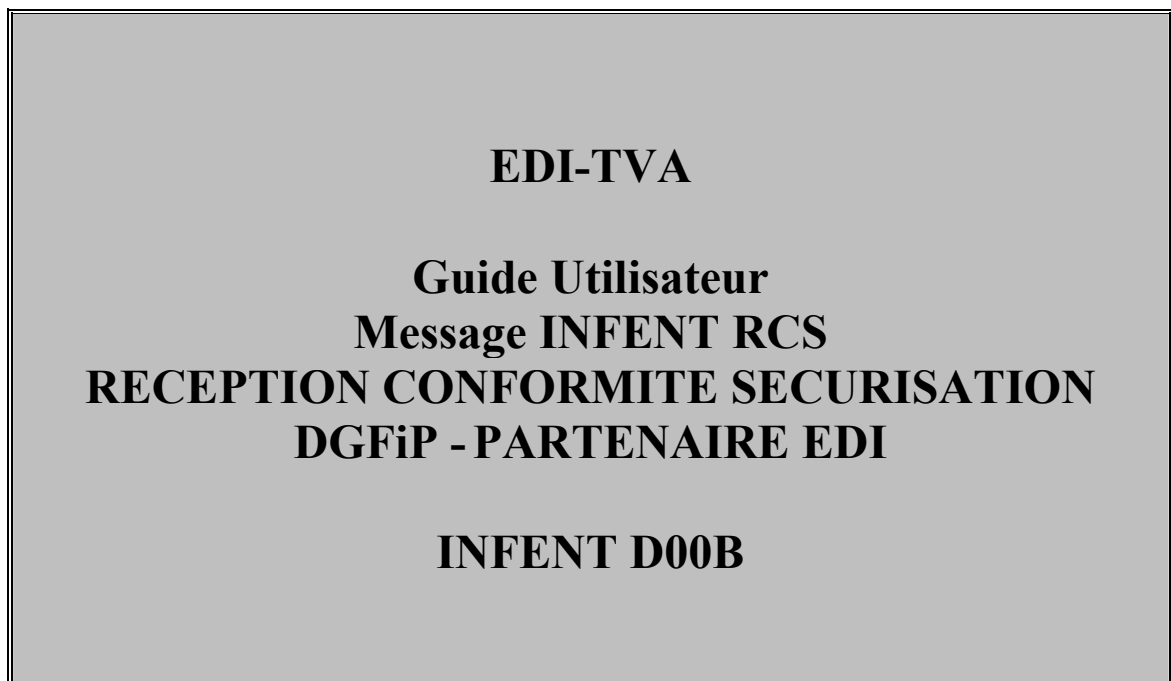 EDI-TVA
Guide Utilisateur
Message INFENT RCS
RECEPTION CONFORMITE SECURISATION
DGFiP - PARTENAIRE EDI
INFENT D00B